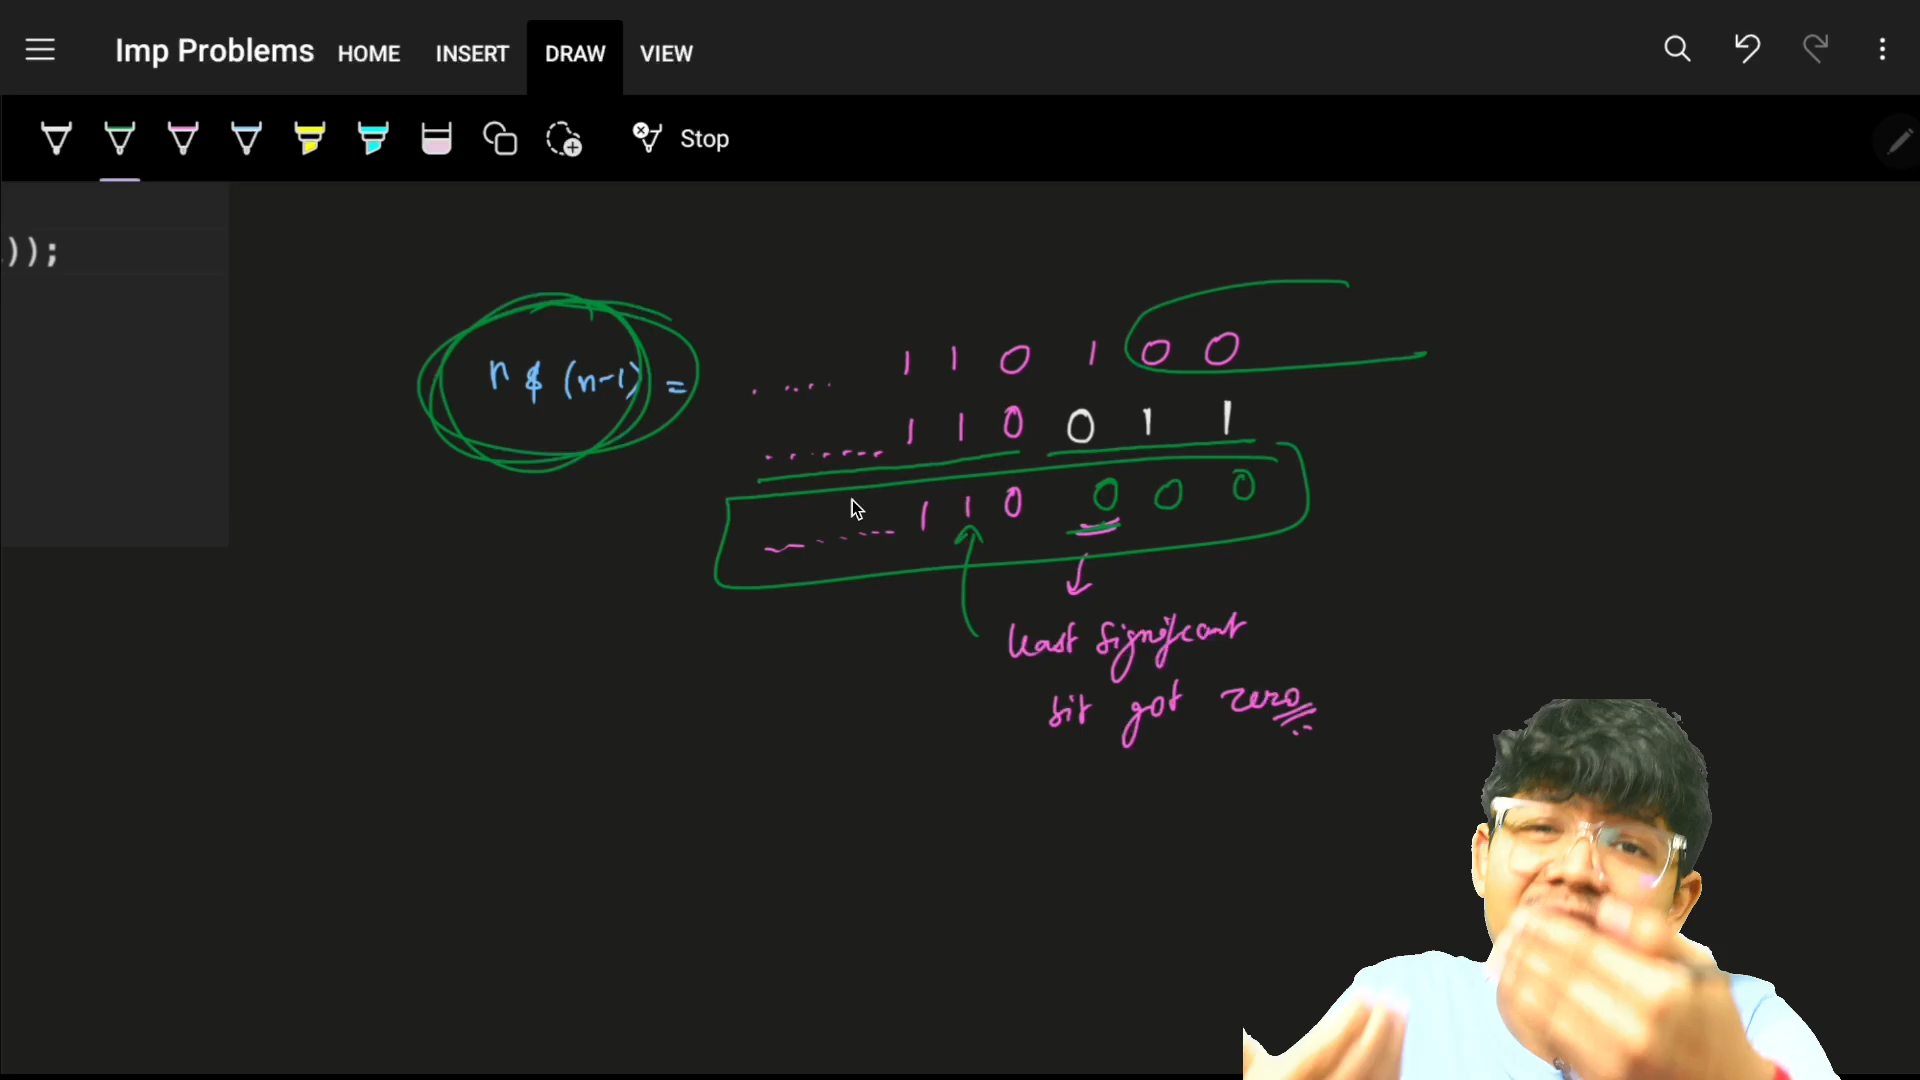 Imp Problems HOME INSERT DRAW VIEW
Stop
));
..... 1 1 0 1 0 0
n & (n-1) =
....... 1 1 0 0 1 1
...... 1 1 0 0 0 0
least significant
bit got zero